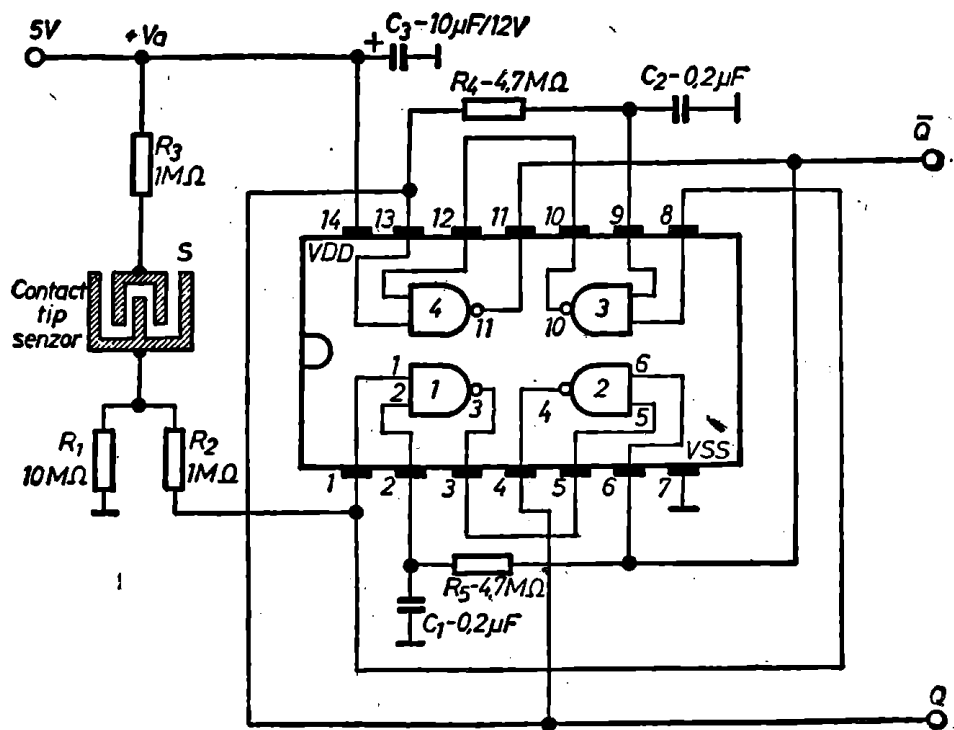 5V
+Va
+
C3-10µF/12V
R4-4,7MΩ
C2-0,2µF
Q̅
R3
1MΩ
S
Contact
tip
senzor
14 13 12 11 10 9 8
VDD
4
11
10
3
1
2
1
3
4
2
6
5
VSS
R1
10MΩ
R2
1MΩ
1 2 3 4 5 6 7
R5-4,7MΩ
C1-0,2µF
Q